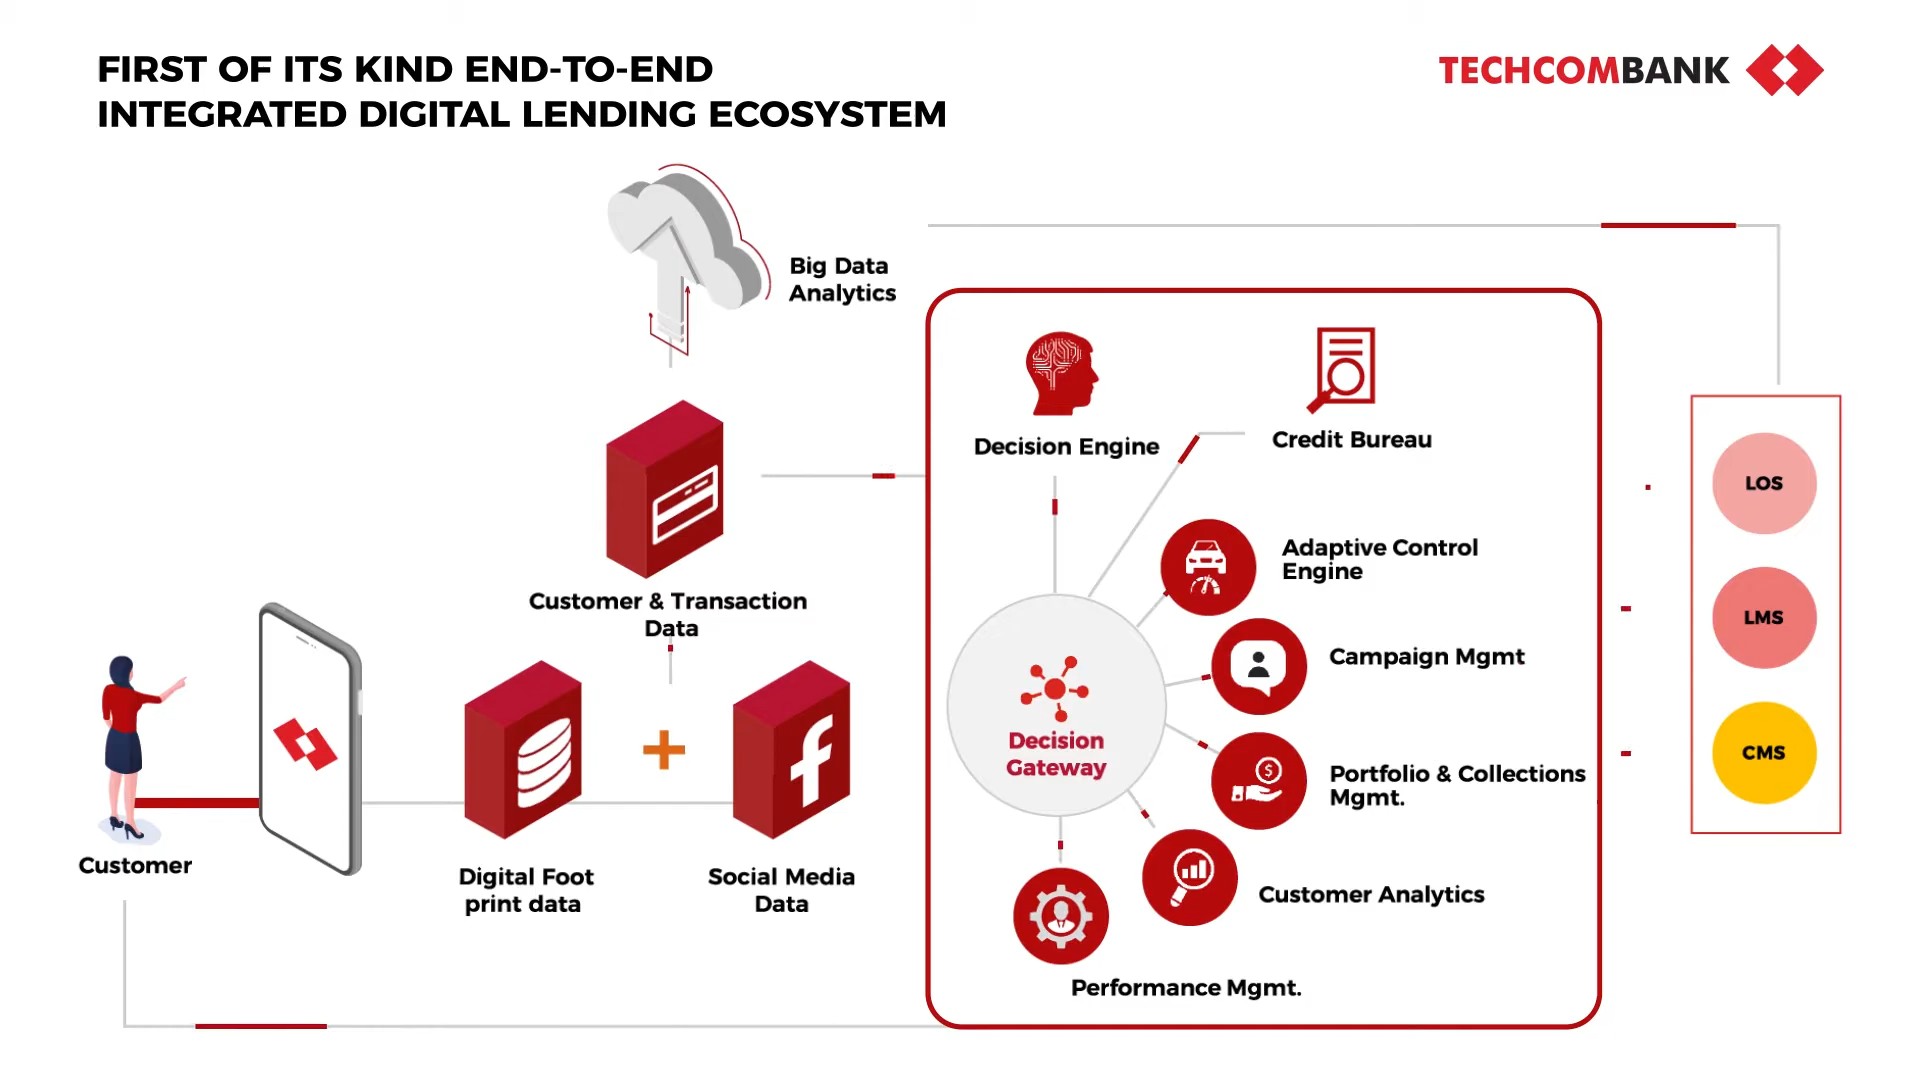 FIRST OF ITS KIND END-TO-END
INTEGRATED DIGITAL LENDING ECOSYSTEM
TECHCOMBANK
Big Data
Analytics
Customer & Transaction
Data
Customer
Digital Foot
print data
Social Media
Data
Decision Engine
Credit Bureau
Adaptive Control
Engine
Campaign Mgmt
Decision
Gateway
Portfolio & Collections
Mgmt.
Customer Analytics
Performance Mgmt.
LOS
LMS
CMS